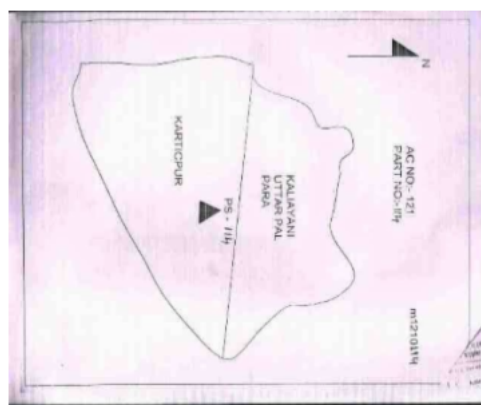 N
AC NO:- 121
PART NO:-
KALIAYANI
UTTAR PAL
PARA
KARTICPUR
PS -